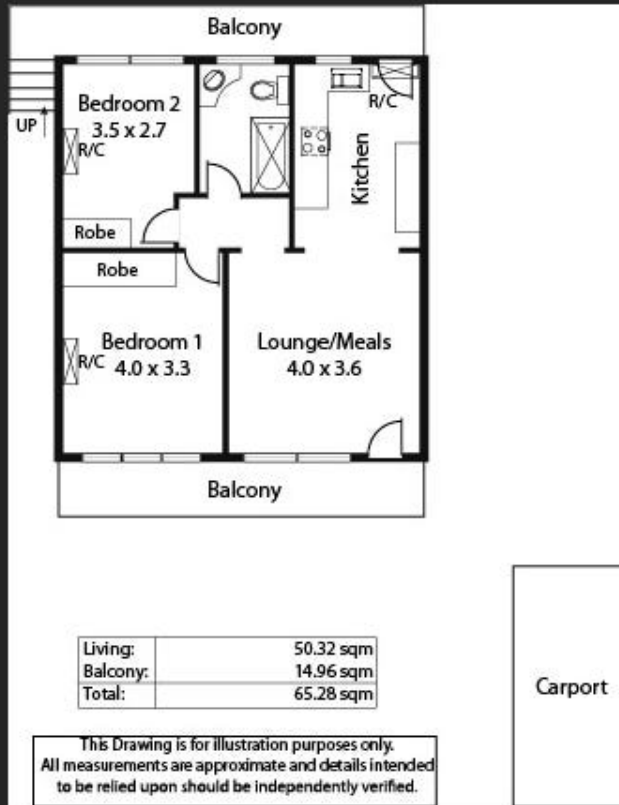 Balcony
UP
Bedroom 2
3.5 x 2.7
R/C
Robe
R/C
Kitchen
Robe
Bedroom 1
4.0 x 3.3
R/C
Lounge/Meals
4.0 x 3.6
Balcony
Living: 50.32 sqm
Balcony: 14.96 sqm
Total: 65.28 sqm
Carport
This Drawing is for illustration purposes only.
All measurements are approximate and details intended
to be relied upon should be independently verified.